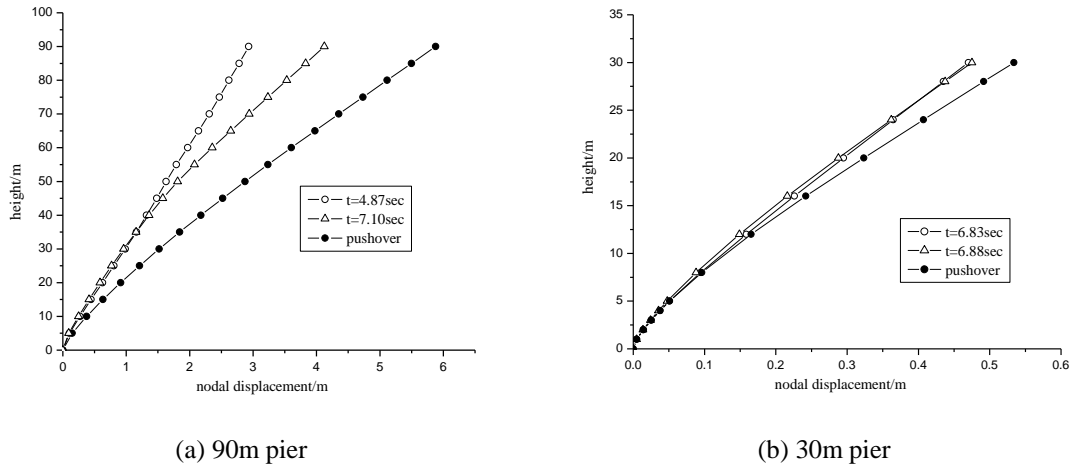 100
90
80
70
60
50
40
30
20
10
0
height/m
t=4.87sec
t=7.10sec
pushover
0 1 2 3 4 5 6
nodal displacement/m
(a) 90m pier
35
30
25
20
15
10
5
0
height/m
t=6.83sec
t=6.88sec
pushover
0.0 0.1 0.2 0.3 0.4 0.5 0.6
nodal displacement/m
(b) 30m pier